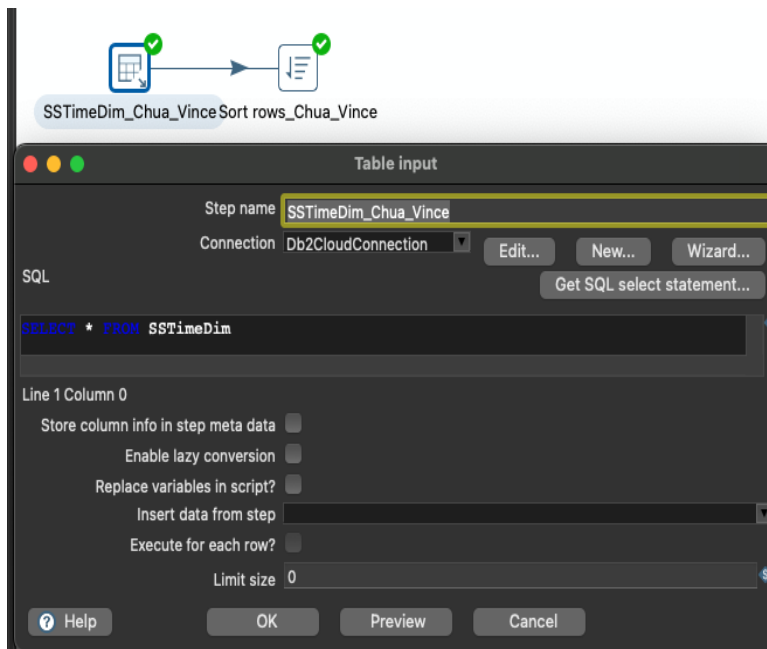 SSTimeDim_Chua_Vince Sort rows_Chua_Vince
Table input
Step name SSTimeDim_Chua_Vince
Connection Db2CloudConnection Edit... New... Wizard...
SQL Get SQL select statement...
SELECT * FROM SSTimeDim
Line 1 Column 0
Store column info in step meta data
Enable lazy conversion
Replace variables in script?
Insert data from step
Execute for each row?
Limit size 0
? Help OK Preview Cancel